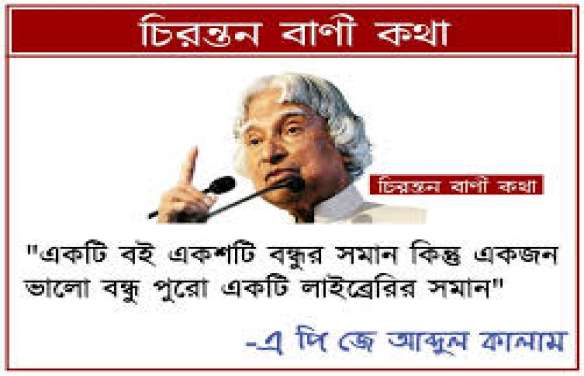 চিরন্তন বাণী কথা
চিরন্তন বাণী কথা
"একটি বই একশটি বন্ধুর সমান কিন্তু একজন
ভালো বন্ধু পুরো একটি লাইব্রেরির সমান"
-এ পি জে আব্দুল কালাম